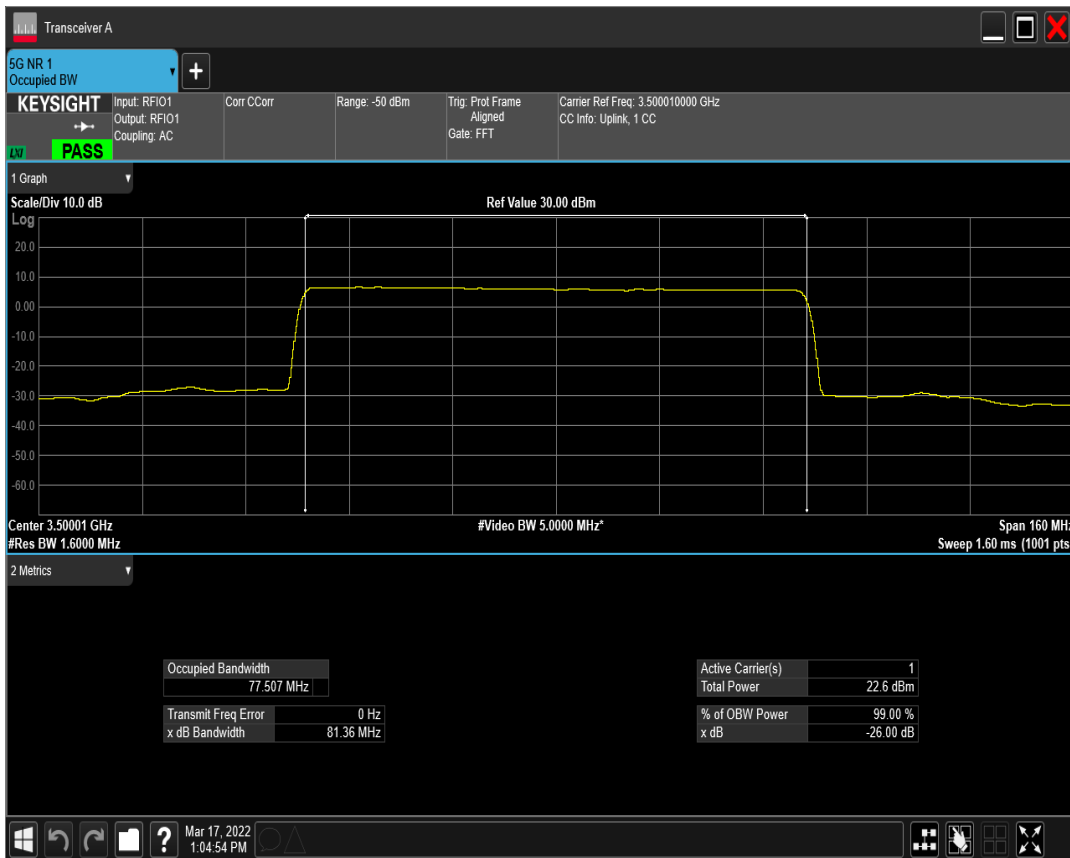 Transceiver A
5G NR 1
Occupied BW
+
KEYSIGHT
LXI
PASS
Input: RFIO1
Output: RFIO1
Coupling: AC
Corr CCorr
Range: -50 dBm
Trig: Prot Frame
Aligned
Gate: FFT
Carrier Ref Freq: 3.500010000 GHz
CC Info: Uplink, 1 CC
1 Graph
Scale/Div 10.0 dB
Ref Value 30.00 dBm
Log
20.0
10.0
0.00
-10.0
-20.0
-30.0
-40.0
-50.0
-60.0
Center 3.50001 GHz
#Video BW 5.0000 MHz*
Span 160 MHz
#Res BW 1.6000 MHz
Sweep 1.60 ms (1001 pts
2 Metrics
Occupied Bandwidth
77.507 MHz
Transmit Freq Error 0 Hz
x dB Bandwidth 81.36 MHz
Active Carrier(s) 1
Total Power 22.6 dBm
% of OBW Power 99.00 %
x dB -26.00 dB
?
Mar 17, 2022
1:04:54 PM